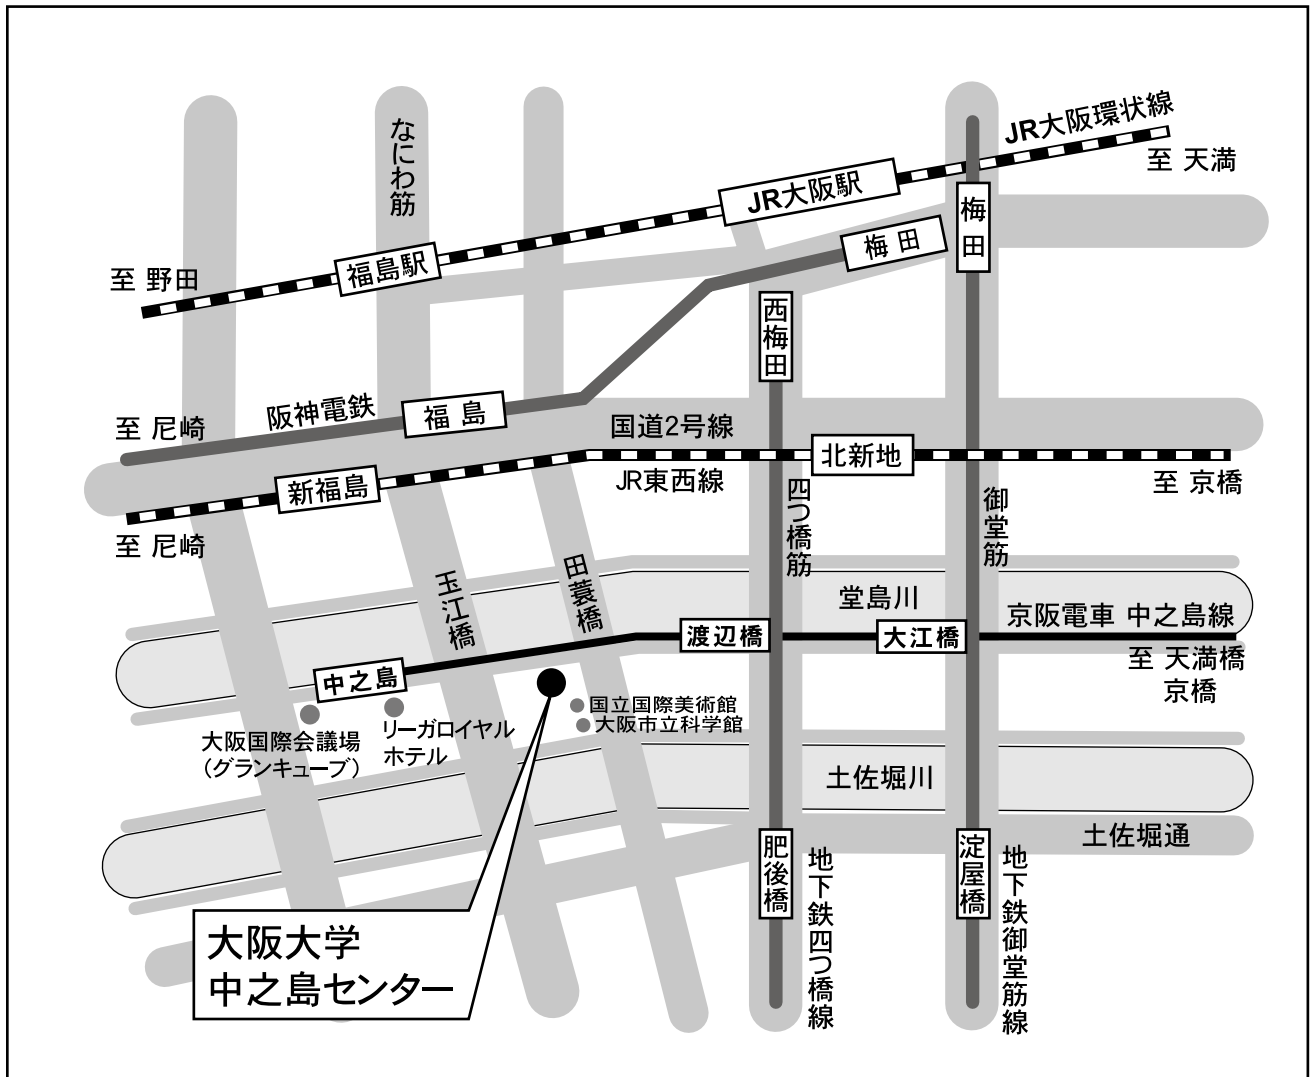 JR大阪環状線
至 天満
なにわ筋
JR大阪駅
梅田
梅 田
福島駅
至 野田
西梅田
阪神電鉄
福 島
至 尼崎
国道2号線
北新地
JR東西線
至 京橋
新福島
至 尼崎
四つ橋筋
御堂筋
玉江橋
田蓑橋
堂島川
京阪電車 中之島線
渡辺橋
大江橋
至 天満橋
京橋
中之島
国立国際美術館
大阪市立科学館
リーガロイヤル
ホテル
大阪国際会議場
（グランキューブ）
土佐堀川
土佐堀通
肥後橋
地下鉄四つ橋線
淀屋橋
地下鉄御堂筋線
大阪大学
中之島センター